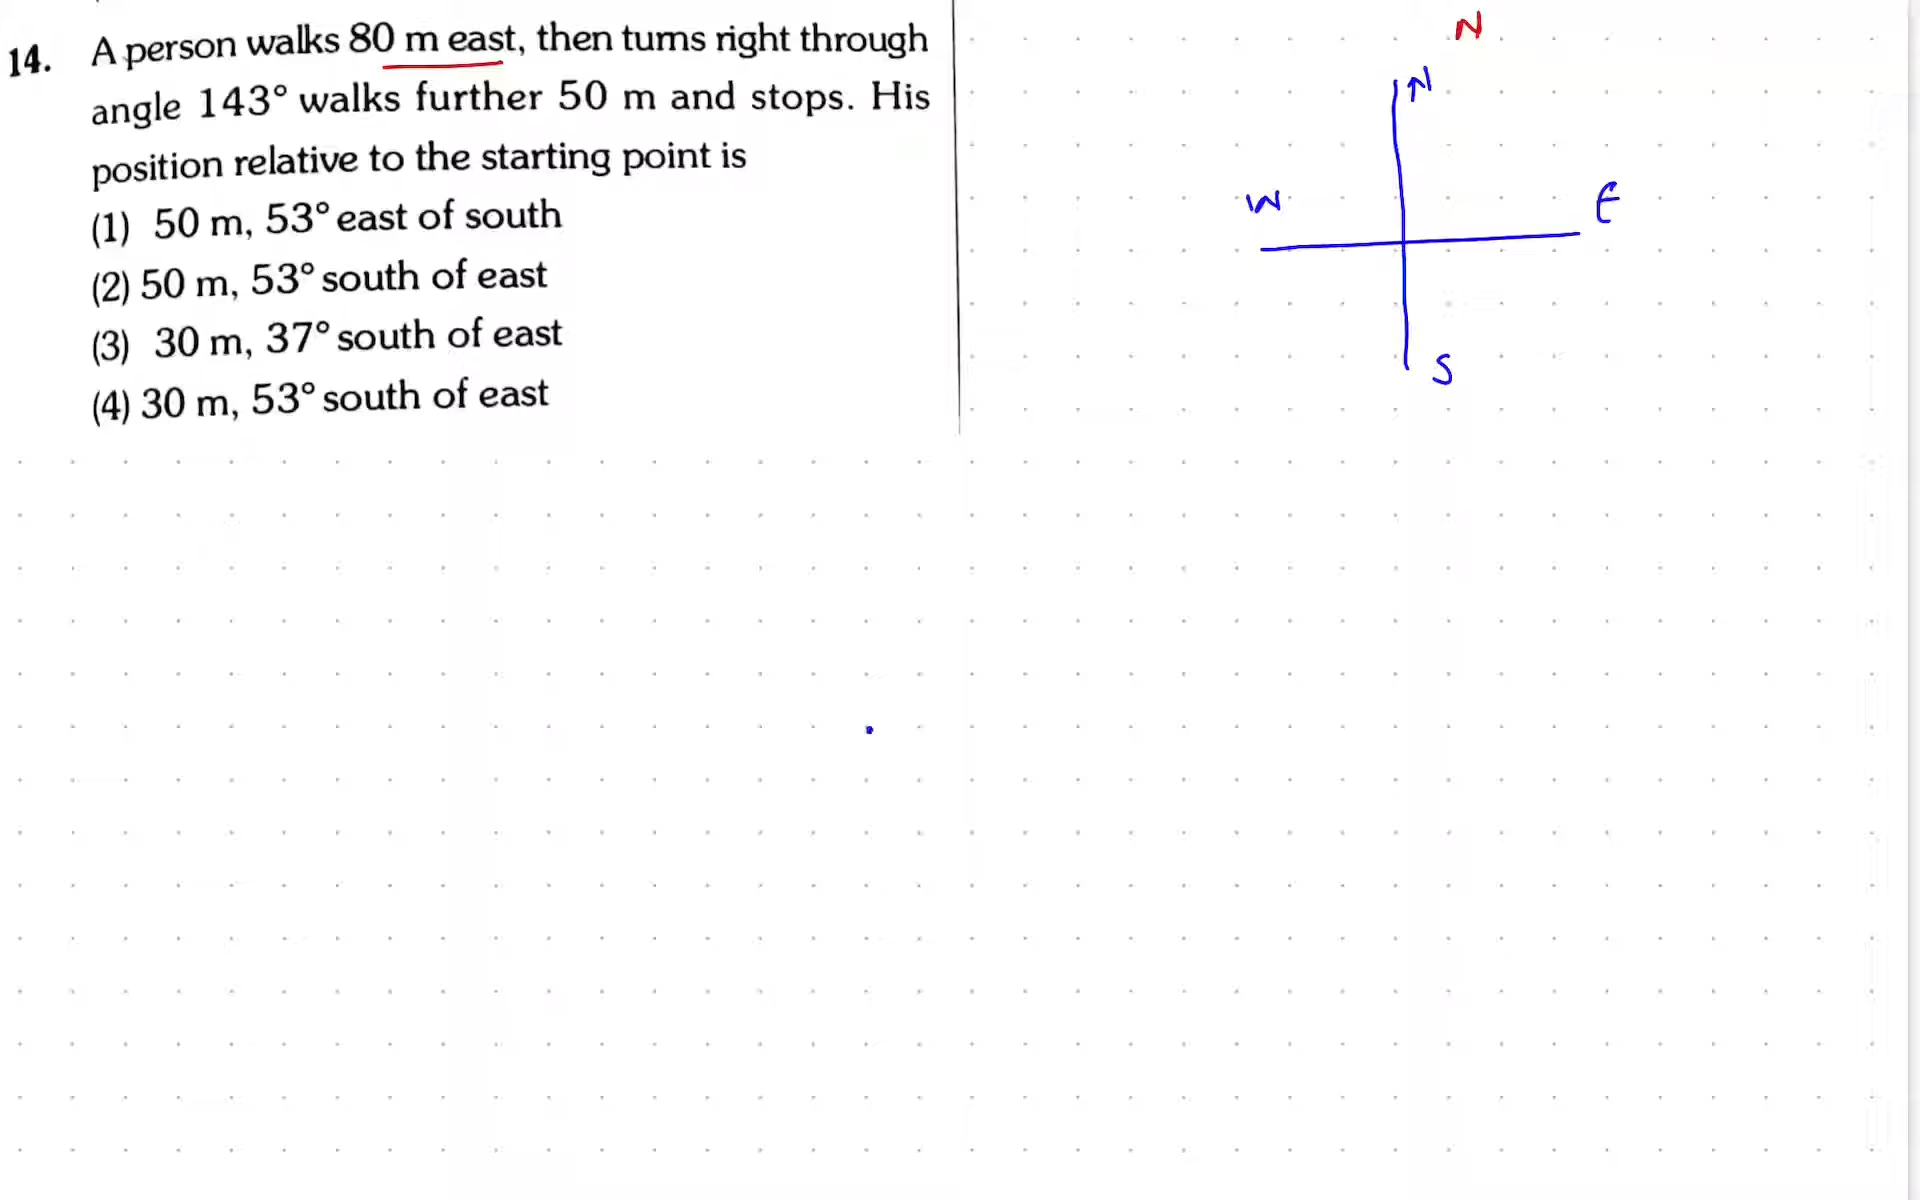 14. A person walks 80 m east, then turns right through
angle 143° walks further 50 m and stops. His
position relative to the starting point is
(1) 50 m, 53° east of south
(2) 50 m, 53° south of east
(3) 30 m, 37° south of east
(4) 30 m, 53° south of east
N
N
W
E
S